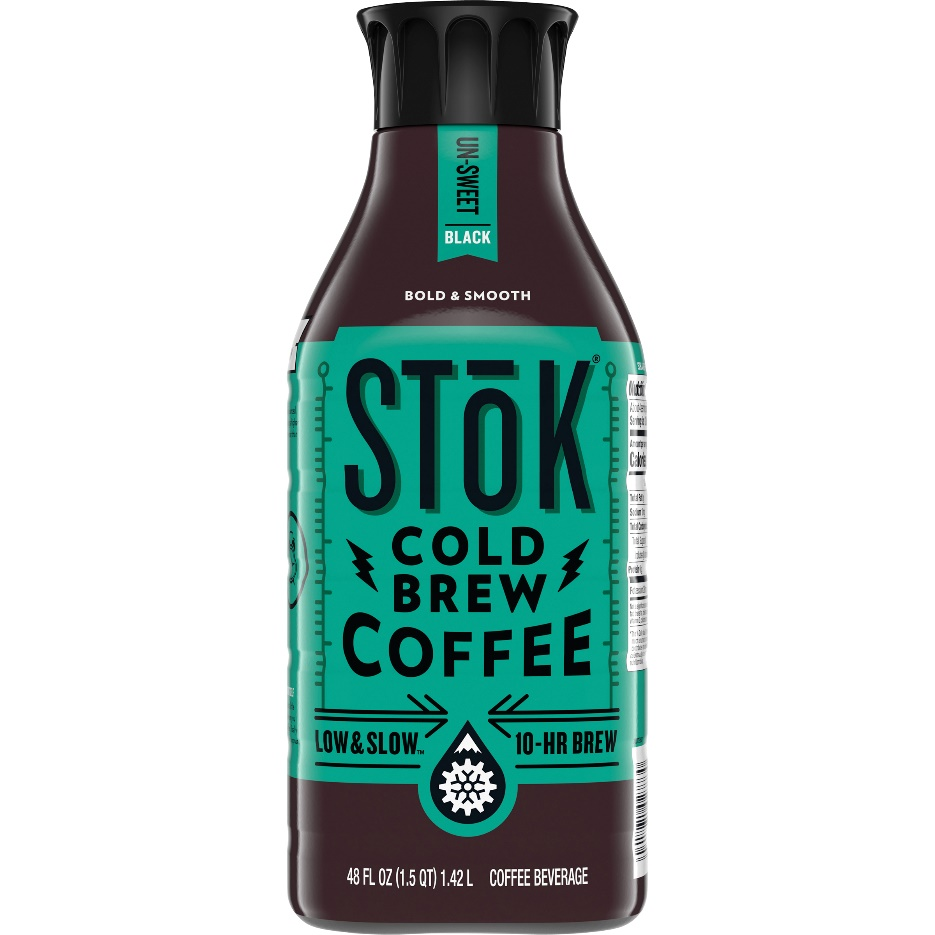 UN-SWEET
BLACK
BOLD & SMOOTH
STōK®
COLD
BREW
COFFEE
LOW & SLOW™ 10-HR BREW
48 FL OZ (1.5 QT) 1.42 L COFFEE BEVERAGE